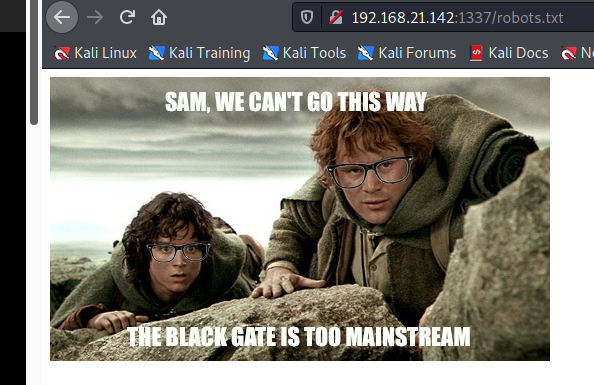 192.168.21.142:1337/robots.txt
Kali Linux Kali Training Kali Tools Kali Forums Kali Docs
SAM, WE CAN'T GO THIS WAY
THE BLACK GATE IS TOO MAINSTREAM